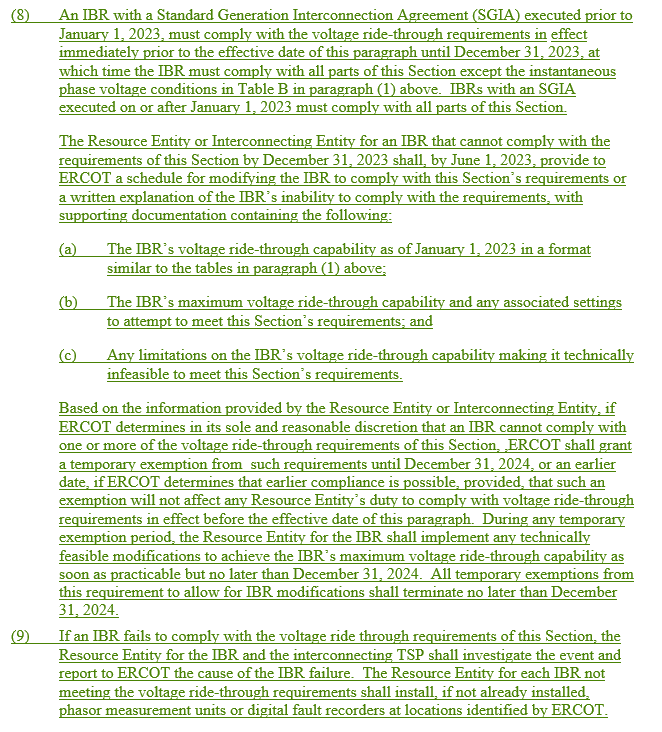 (8) An IBR with a Standard Generation Interconnection Agreement (SGIA) executed prior to
January 1, 2023, must comply with the voltage ride-through requirements in effect
immediately prior to the effective date of this paragraph until December 31, 2023, at
which time the IBR must comply with all parts of this Section except the instantaneous
phase voltage conditions in Table B in paragraph (1) above. IBRs with an SGIA
executed on or after January 1, 2023 must comply with all parts of this Section.
The Resource Entity or Interconnecting Entity for an IBR that cannot comply with the
requirements of this Section by December 31, 2023 shall, by June 1, 2023, provide to
ERCOT a schedule for modifying the IBR to comply with this Section's requirements or
a written explanation of the IBR's inability to comply with the requirements, with
supporting documentation containing the following:
(a) The IBR's voltage ride-through capability as of January 1, 2023 in a format
similar to the tables in paragraph (1) above;
(b) The IBR's maximum voltage ride-through capability and any associated settings
to attempt to meet this Section's requirements; and
(c) Any limitations on the IBR's voltage ride-through capability making it technically
infeasible to meet this Section's requirements.
Based on the information provided by the Resource Entity or Interconnecting Entity, if
ERCOT determines in its sole and reasonable discretion that an IBR cannot comply with
one or more of the voltage ride-through requirements of this Section, ,ERCOT shall grant
a temporary exemption from such requirements until December 31, 2024, or an earlier
date, if ERCOT determines that earlier compliance is possible, provided, that such an
exemption will not affect any Resource Entity's duty to comply with voltage ride-through
requirements in effect before the effective date of this paragraph. During any temporary
exemption period, the Resource Entity for the IBR shall implement any technically
feasible modifications to achieve the IBR's maximum voltage ride-through capability as
soon as practicable but no later than December 31, 2024. All temporary exemptions from
this requirement to allow for IBR modifications shall terminate no later than December
31, 2024.
(9) If an IBR fails to comply with the voltage ride through requirements of this Section, the
Resource Entity for the IBR and the interconnecting TSP shall investigate the event and
report to ERCOT the cause of the IBR failure. The Resource Entity for each IBR not
meeting the voltage ride-through requirements shall install, if not already installed,
phasor measurement units or digital fault recorders at locations identified by ERCOT.